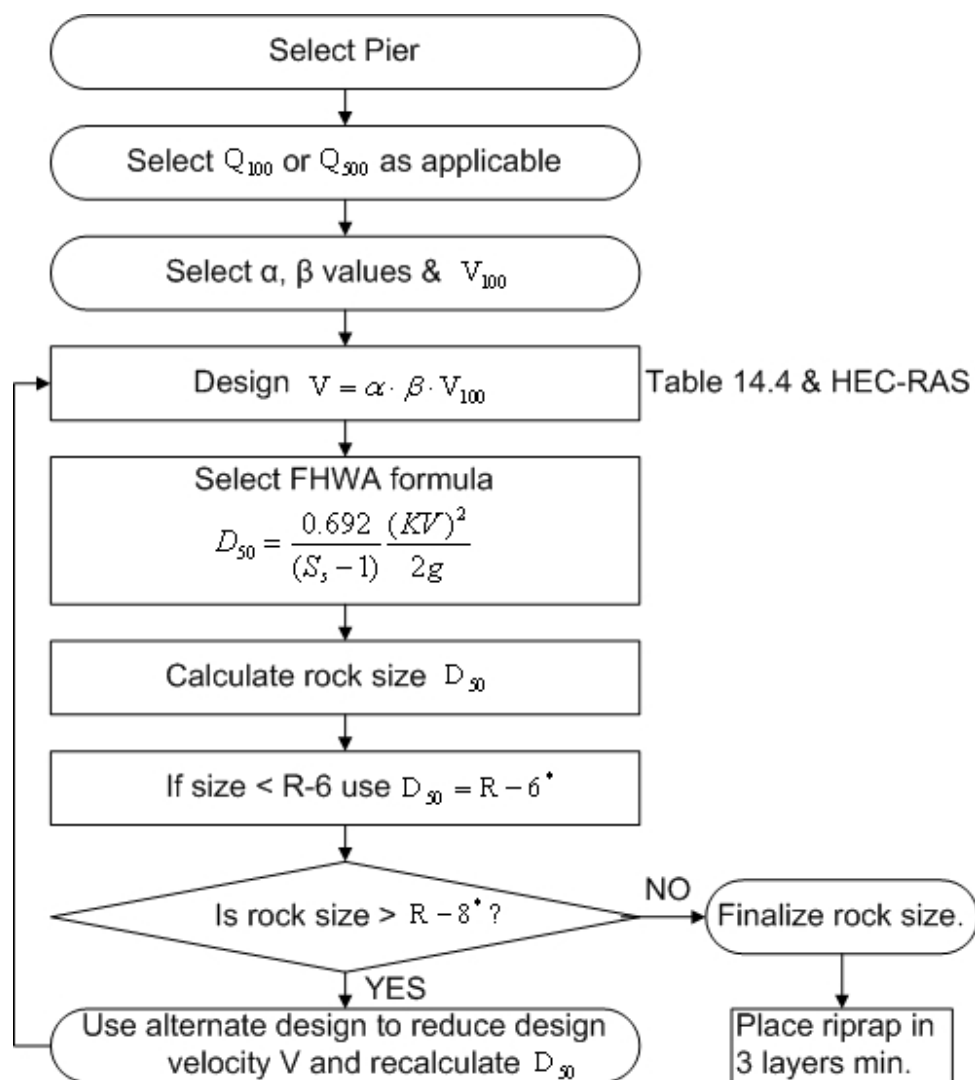 Select Pier
Select Q₁₀₀ or Q₅₀₀ as applicable
Select α, β values & V₁₀₀
Design V = α · β · V₁₀₀
Table 14.4 & HEC-RAS
Select FHWA formula
D₅₀ = 0.692/(Sₛ − 1) (KV)²/2g
Calculate rock size D₅₀
If size < R-6 use D₅₀ = R − 6*
Is rock size > R − 8* ?
NO
Finalize rock size.
YES
Use alternate design to reduce design
velocity V and recalculate D₅₀
Place riprap in
3 layers min.